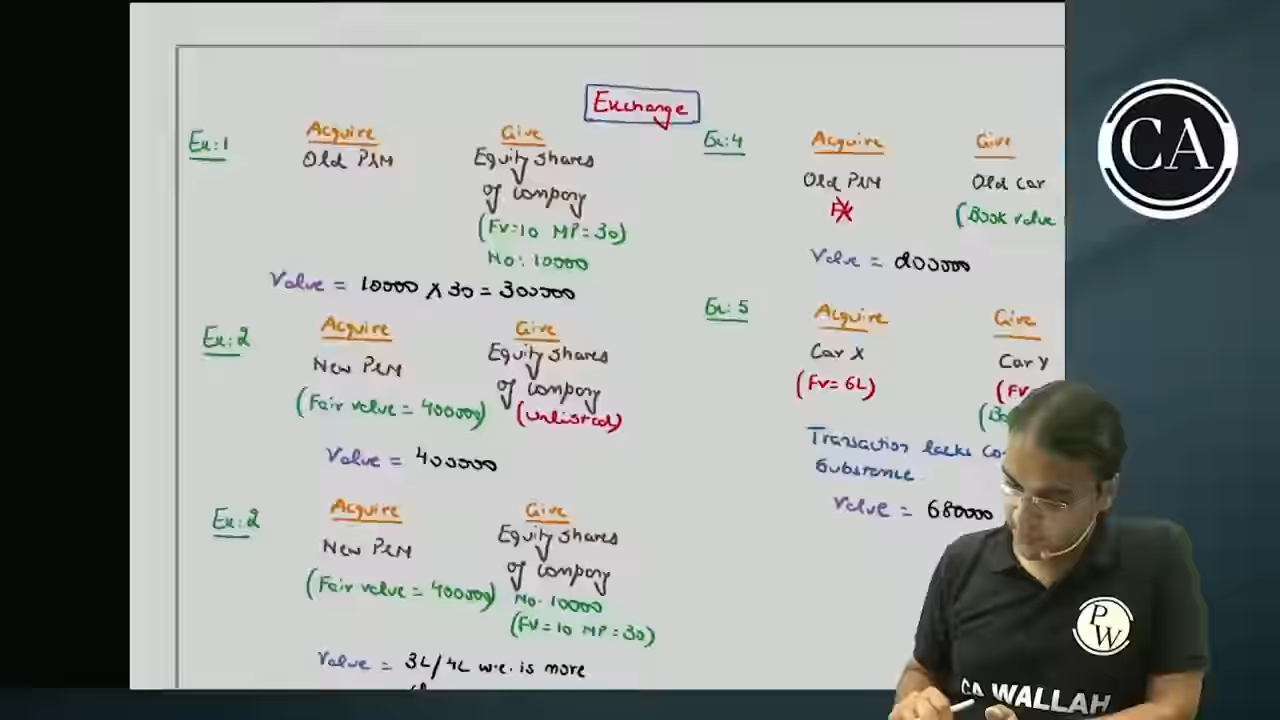 Exchange
Ex:1
Acquire
Give
Old P&M
Equity shares
of company
(FV=10 MP=30)
No: 10000
Value = 10000 X 30 = 300000
Ex:2
Acquire
Give
New P&M
Equity shares
of company
(Fair value = 400000)
(unlisted)
Value = 400000
Ex:2
Acquire
Give
New P&M
Equity shares
of company
(Fair value = 400000)
No. 10000
(FV=10 MP=30)
Value = 3L/4L w.e. is more
Ex:4
Acquire
Give
Old P&M
Old car
(Book value
Value = 200000
Ex:5
Acquire
Give
Car X
Car Y
(FV=6L)
(FV
Transaction lacks
Substance
Value = 680000
CA
PW
CA WALLAH